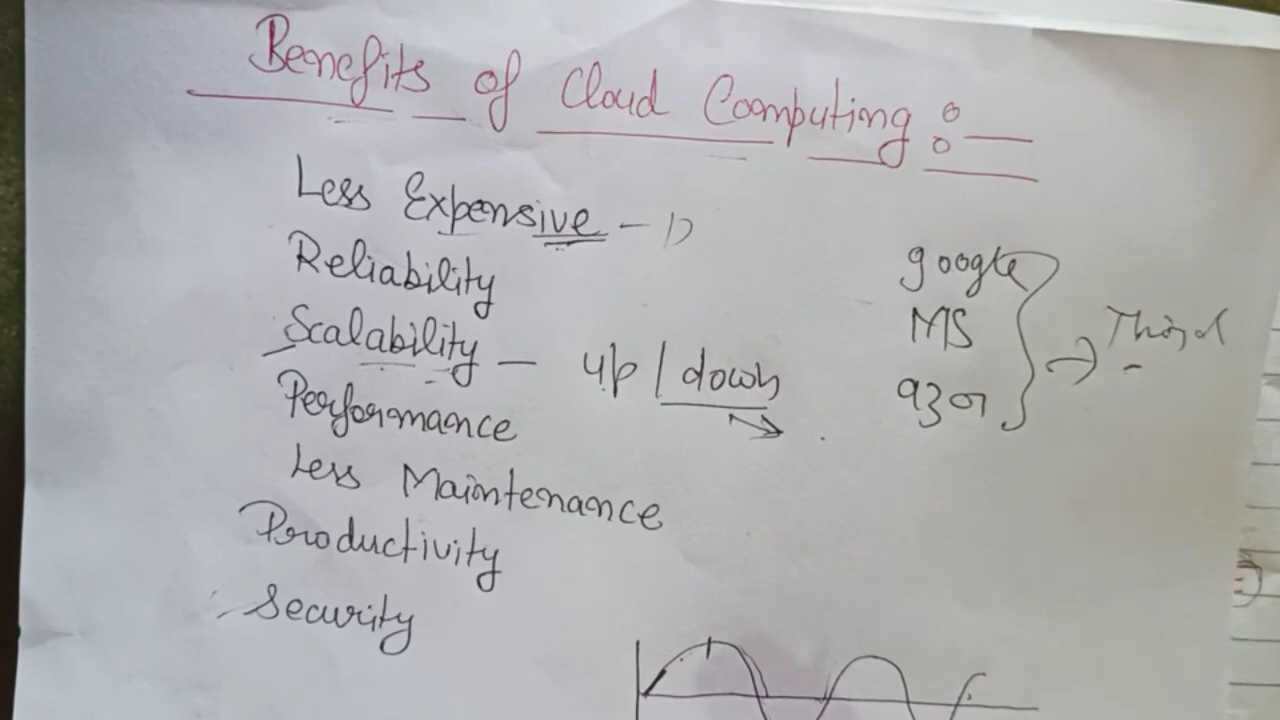 Benefits of Cloud Computing :-
Less Expensive -
Reliability
Scalability - up / down
Performance
Less Maintenance
Productivity
Security
google
MS
→ Third